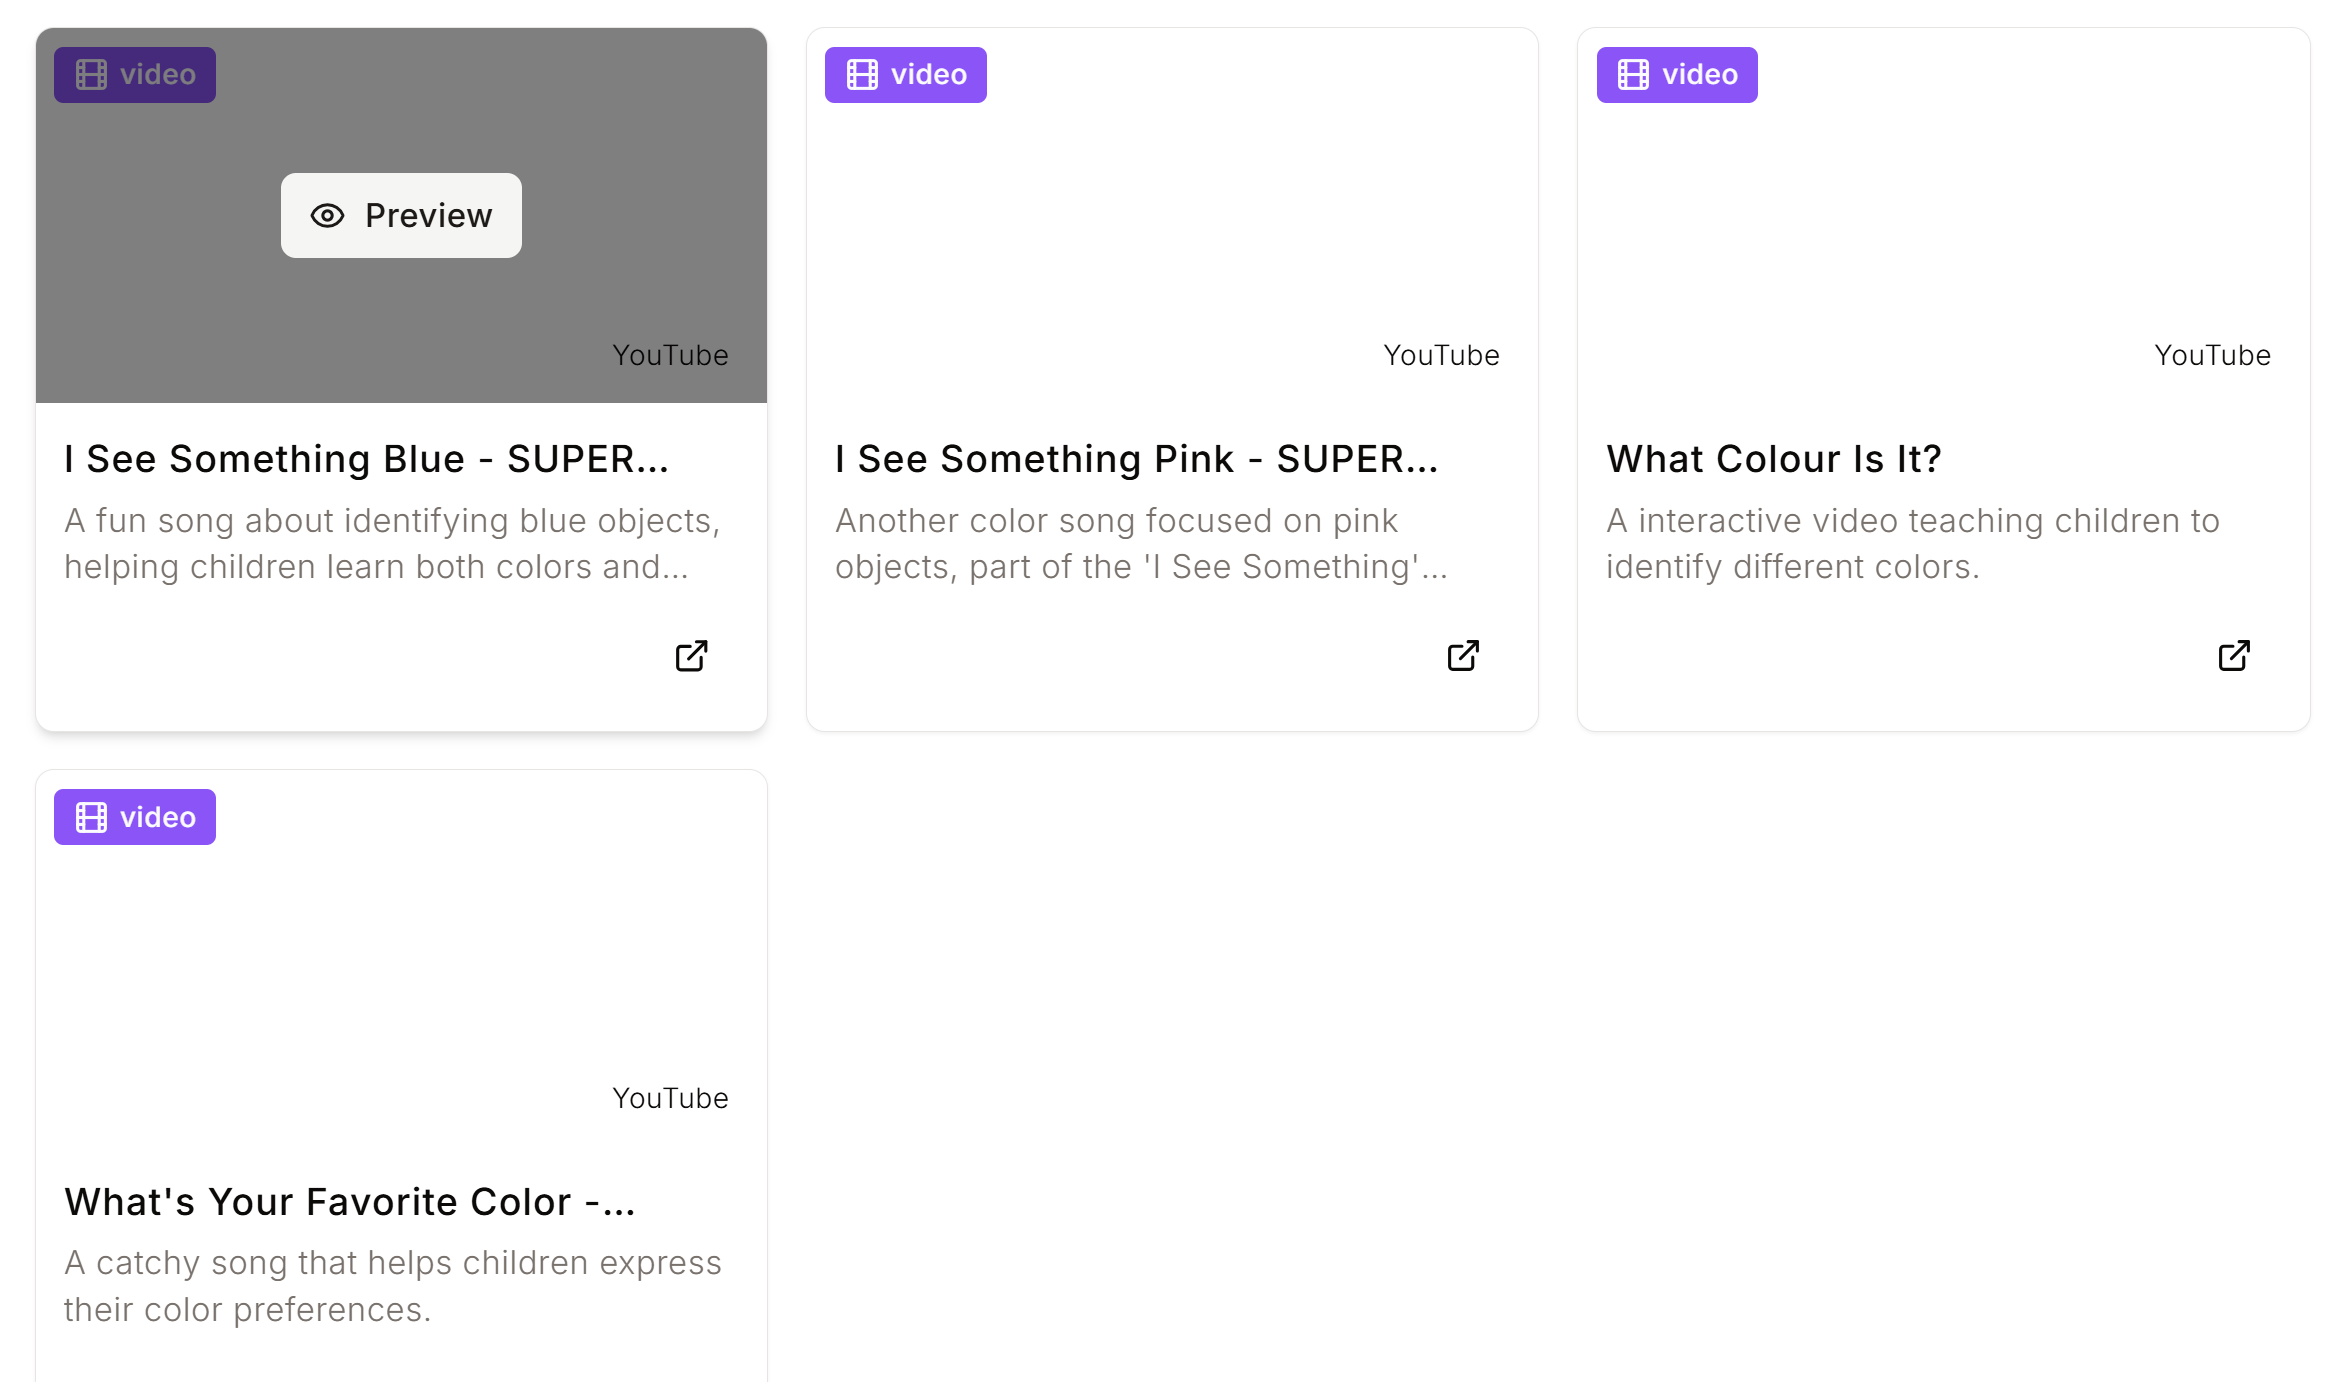 video
Preview
YouTube
I See Something Blue - SUPER...
A fun song about identifying blue objects,
helping children learn both colors and...
video
YouTube
I See Something Pink - SUPER...
Another color song focused on pink
objects, part of the 'I See Something'...
video
YouTube
What Colour Is It?
A interactive video teaching children to
identify different colors.
video
YouTube
What's Your Favorite Color -...
A catchy song that helps children express
their color preferences.